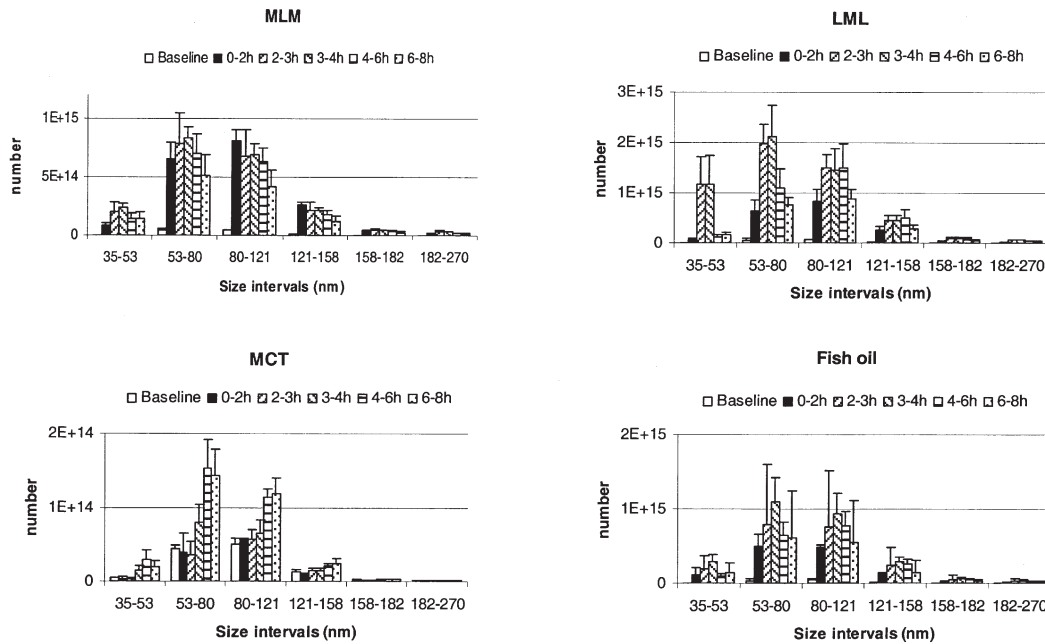 MLM
□ Baseline ■ 0-2h ▨ 2-3h ▧ 3-4h ▤ 4-6h ▒ 6-8h
number
1E+15
5E+14
0
35-53 53-80 80-121 121-158 158-182 182-270
Size intervals (nm)
LML
□ Baseline ■ 0-2h ▨ 2-3h ▧ 3-4h ▤ 4-6h ▒ 6-8h
number
3E+15
2E+15
1E+15
0
35-53 53-80 80-121 121-158 158-182 182-270
Size intervals (nm)
MCT
□ Baseline ■ 0-2h ▨ 2-3h ▧ 3-4h ▤ 4-6h ▒ 6-8h
number
2E+14
1E+14
0
35-53 53-80 80-121 121-158 158-182 182-270
Size intervals (nm)
Fish oil
□ Baseline ■ 0-2h ▨ 2-3h ▧ 3-4h ▤ 4-6h ▒ 6-8h
number
2E+15
1E+15
0
35-53 53-80 80-121 121-158 158-182 182-270
Size intervals (nm)